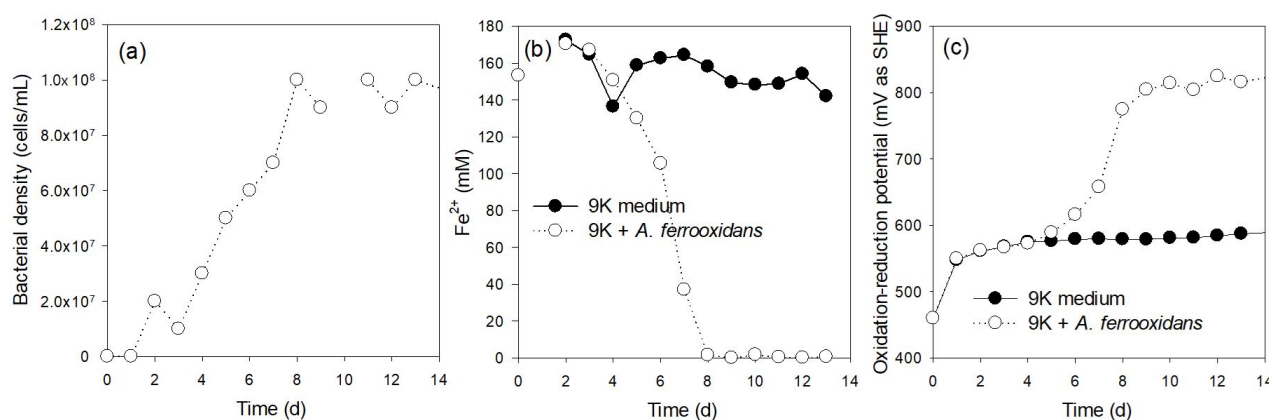 (a)
Bacterial density (cells/mL)
1.2x10⁸
1.0x10⁸
8.0x10⁷
6.0x10⁷
4.0x10⁷
2.0x10⁷
0
0 2 4 6 8 10 12 14
Time (d)
(b)
Fe²⁺ (mM)
180
160
140
120
100
80
60
40
20
0
9K medium
9K + A. ferrooxidans
0 2 4 6 8 10 12 14
Time (d)
(c)
Oxidation-reduction potential (mV as SHE)
900
800
700
600
500
400
9K medium
9K + A. ferrooxidans
0 2 4 6 8 10 12 14
Time (d)